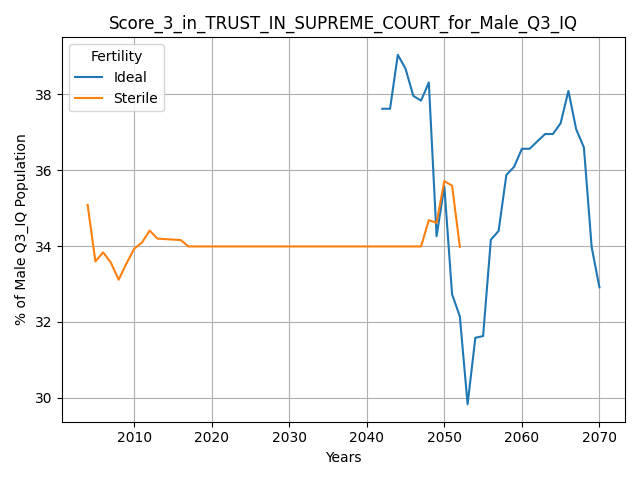 Score_3_in_TRUST_IN_SUPREME_COURT_for_Male_Q3_IQ
Fertility
Ideal
Sterile
% of Male Q3_IQ Population
38
36
34
32
30
2010 2020 2030 2040 2050 2060 2070
Years